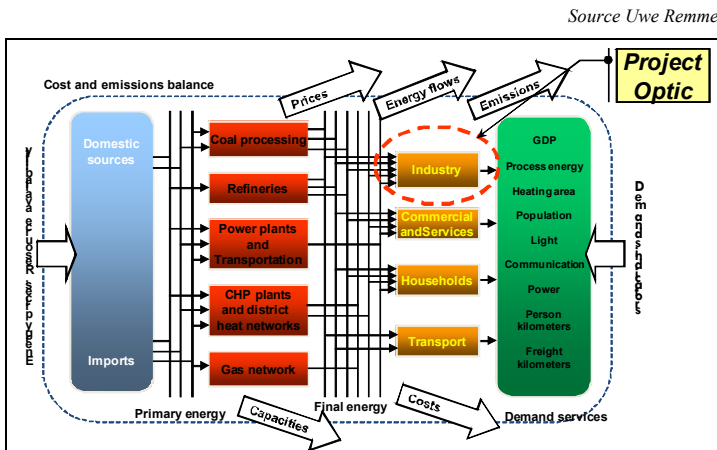 Source Uwe Remme
Project
Optic
Cost and emissions balance
Prices
Energy flows
Emissions
Domestic
sources
Imports
Coal processing
Refineries
Power plants
and
Transportation
CHP plants
and district
heat networks
Gas network
Industry
Commercial
andServices
Households
Transport
GDP
Process energy
Heating area
Population
Light
Communication
Power
Person
kilometers
Freight
kilometers
Primary energy
Capacities
Final energy
Costs
Demand services